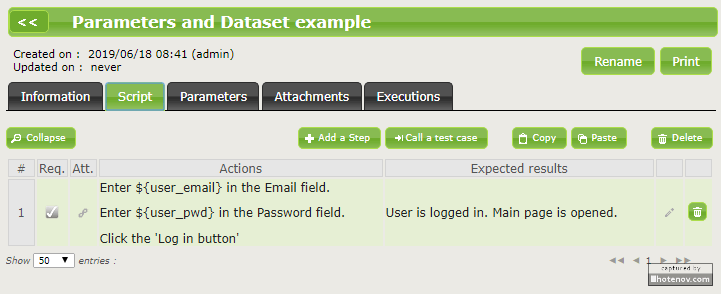 << Parameters and Dataset example
Created on : 2019/06/18 08:41 (admin)
Updated on : never
Rename Print
Information Script Parameters Attachments Executions
Collapse Add a Step Call a test case Copy Paste Delete
# Req. Att. Actions Expected results
Enter ${user_email} in the Email field.
1 Enter ${user_pwd} in the Password field. User is logged in. Main page is opened.
Click the 'Log in button'
Show 50 entries : 1
captured by
hotenov.com